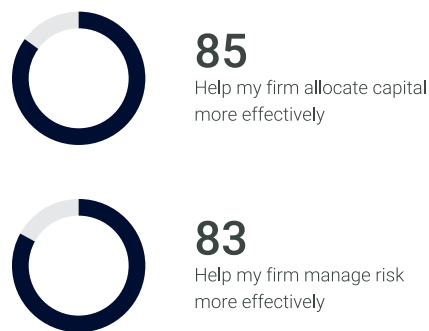 85
Help my firm allocate capital
more effectively
83
Help my firm manage risk
more effectively